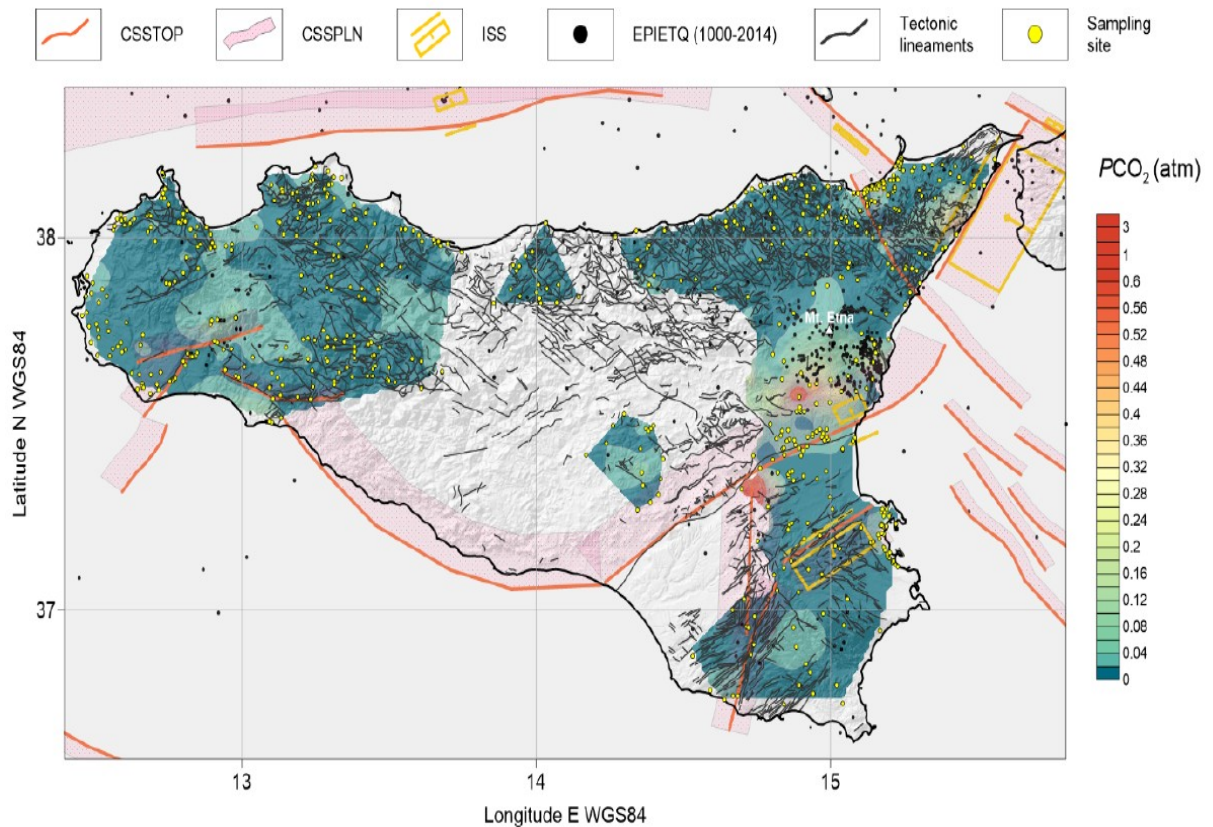 CSSTOP
CSSPLN
ISS
EPIETQ (1000-2014)
Tectonic
lineaments
Sampling
site
PCO2 (atm)
3
1
0.6
0.56
0.52
0.48
0.44
0.4
0.36
0.32
0.28
0.24
0.2
0.16
0.12
0.08
0.04
0
Mt. Etna
38
37
Latitude N WGS84
13
14
15
Longitude E WGS84